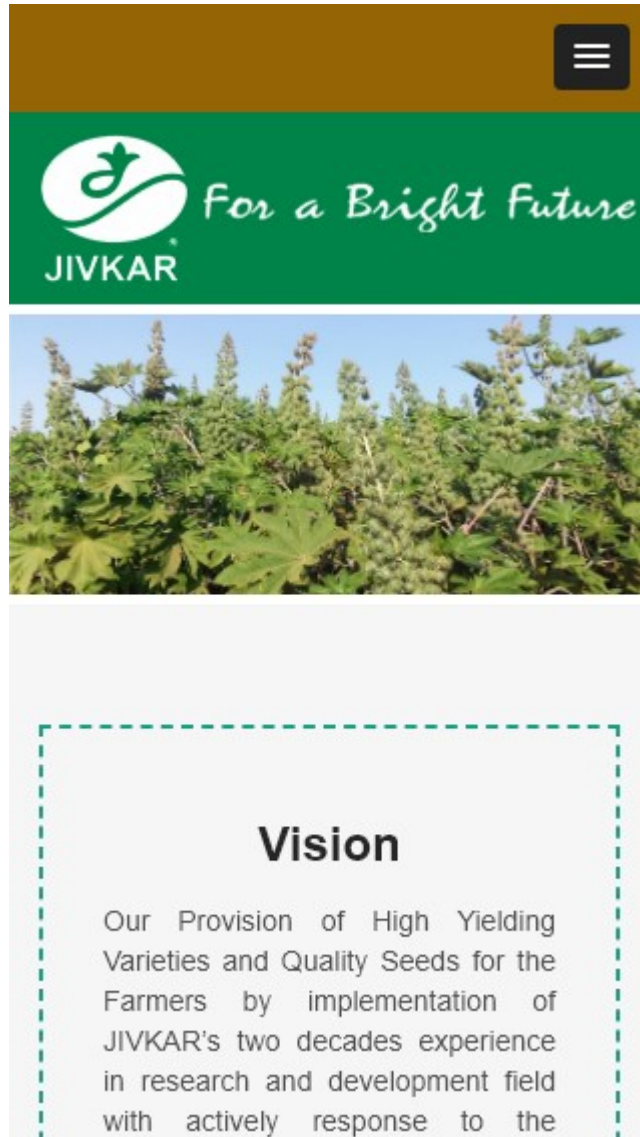 For a Bright Future
JIVKAR
Vision
Our Provision of High Yielding
Varieties and Quality Seeds for the
Farmers by implementation of
JIVKAR's two decades experience
in research and development field
with actively response to the